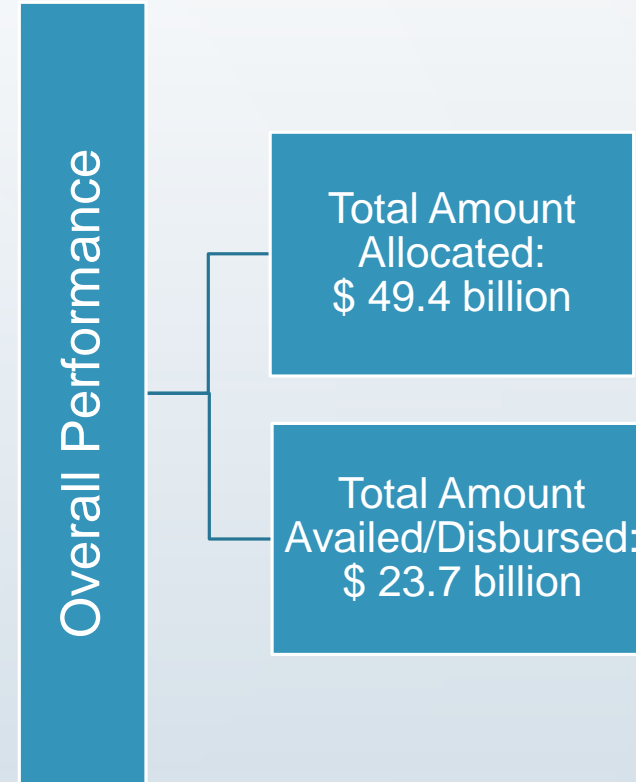 Overall Performance
Total Amount
Allocated:
$ 49.4 billion
Total Amount
Availed/Disbursed:
$ 23.7 billion